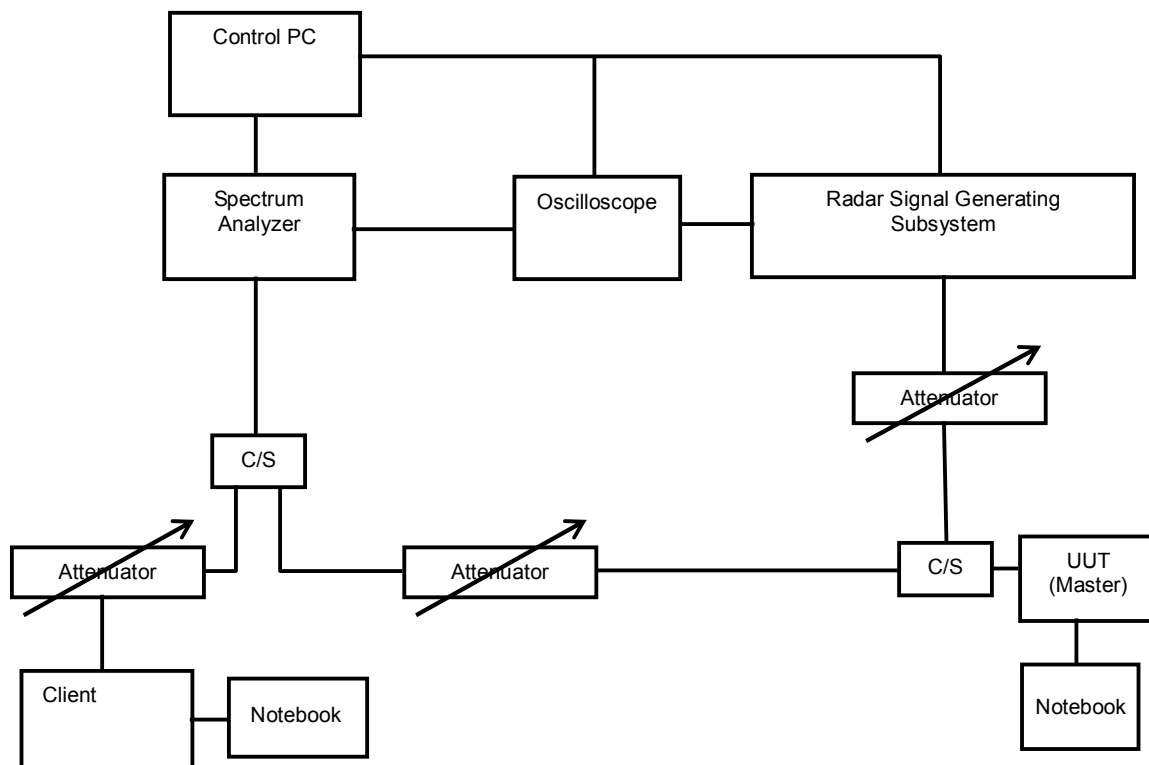 Control PC
Spectrum
Analyzer
Oscilloscope
Radar Signal Generating
Subsystem
Attenuator
C/S
Attenuator
Attenuator
C/S
UUT
(Master)
Client
Notebook
Notebook